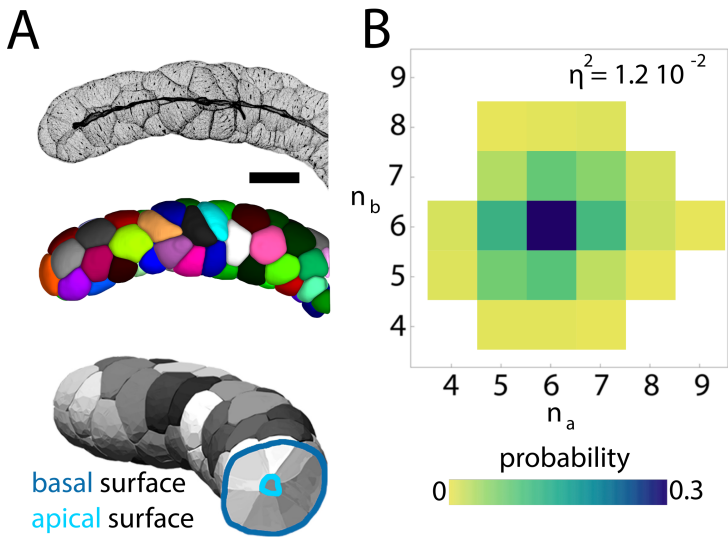 A
B
η² = 1.2 10⁻²
9
8
7
6
5
4
n_b
4 5 6 7 8 9
n_a
basal surface
apical surface
probability
0
0.3